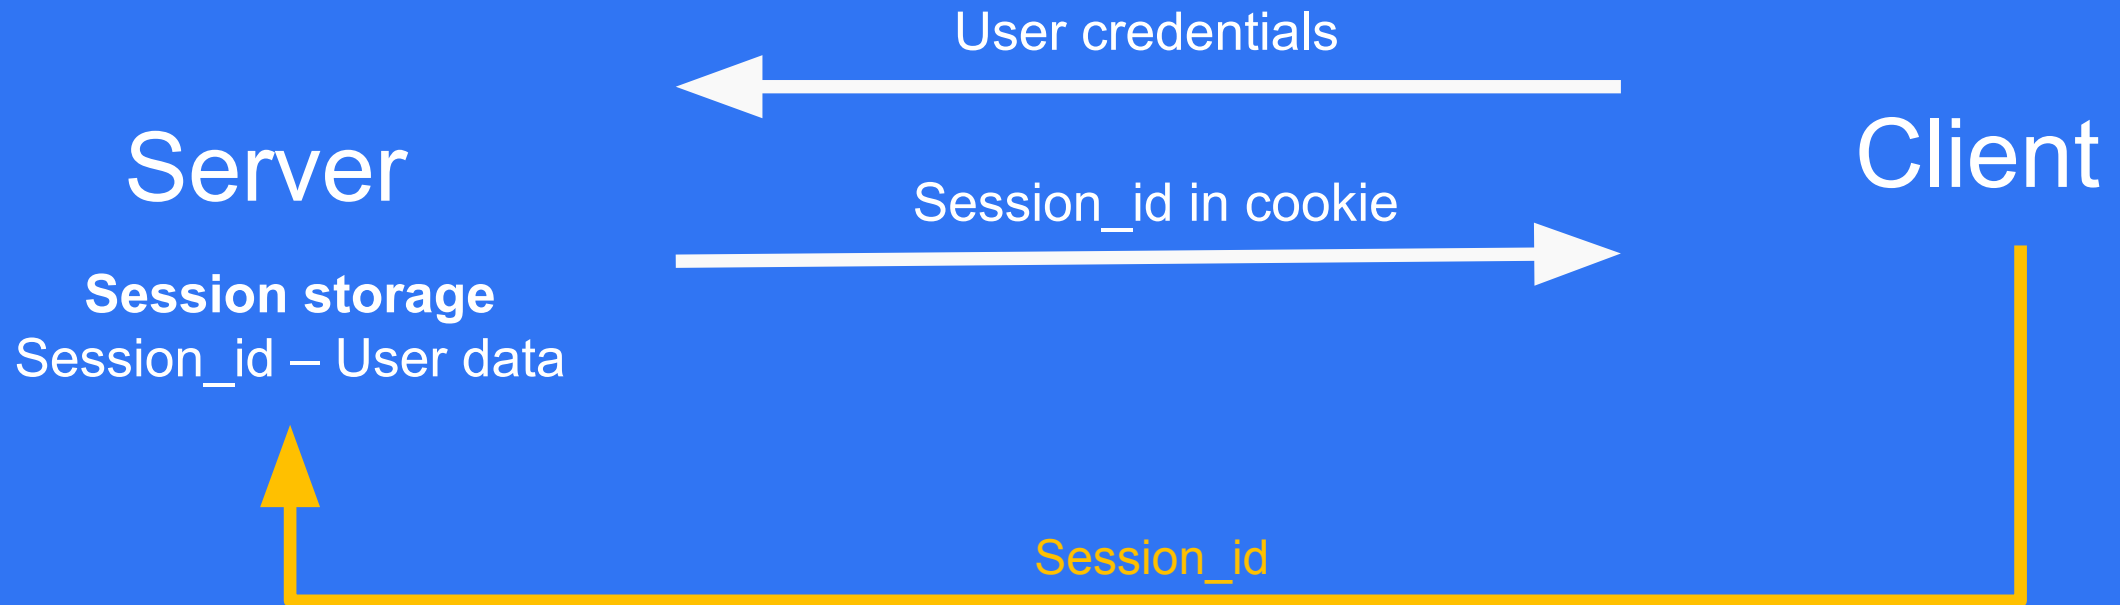 User credentials
Server
Client
Session_id in cookie
Session storage
Session_id – User data
Session_id